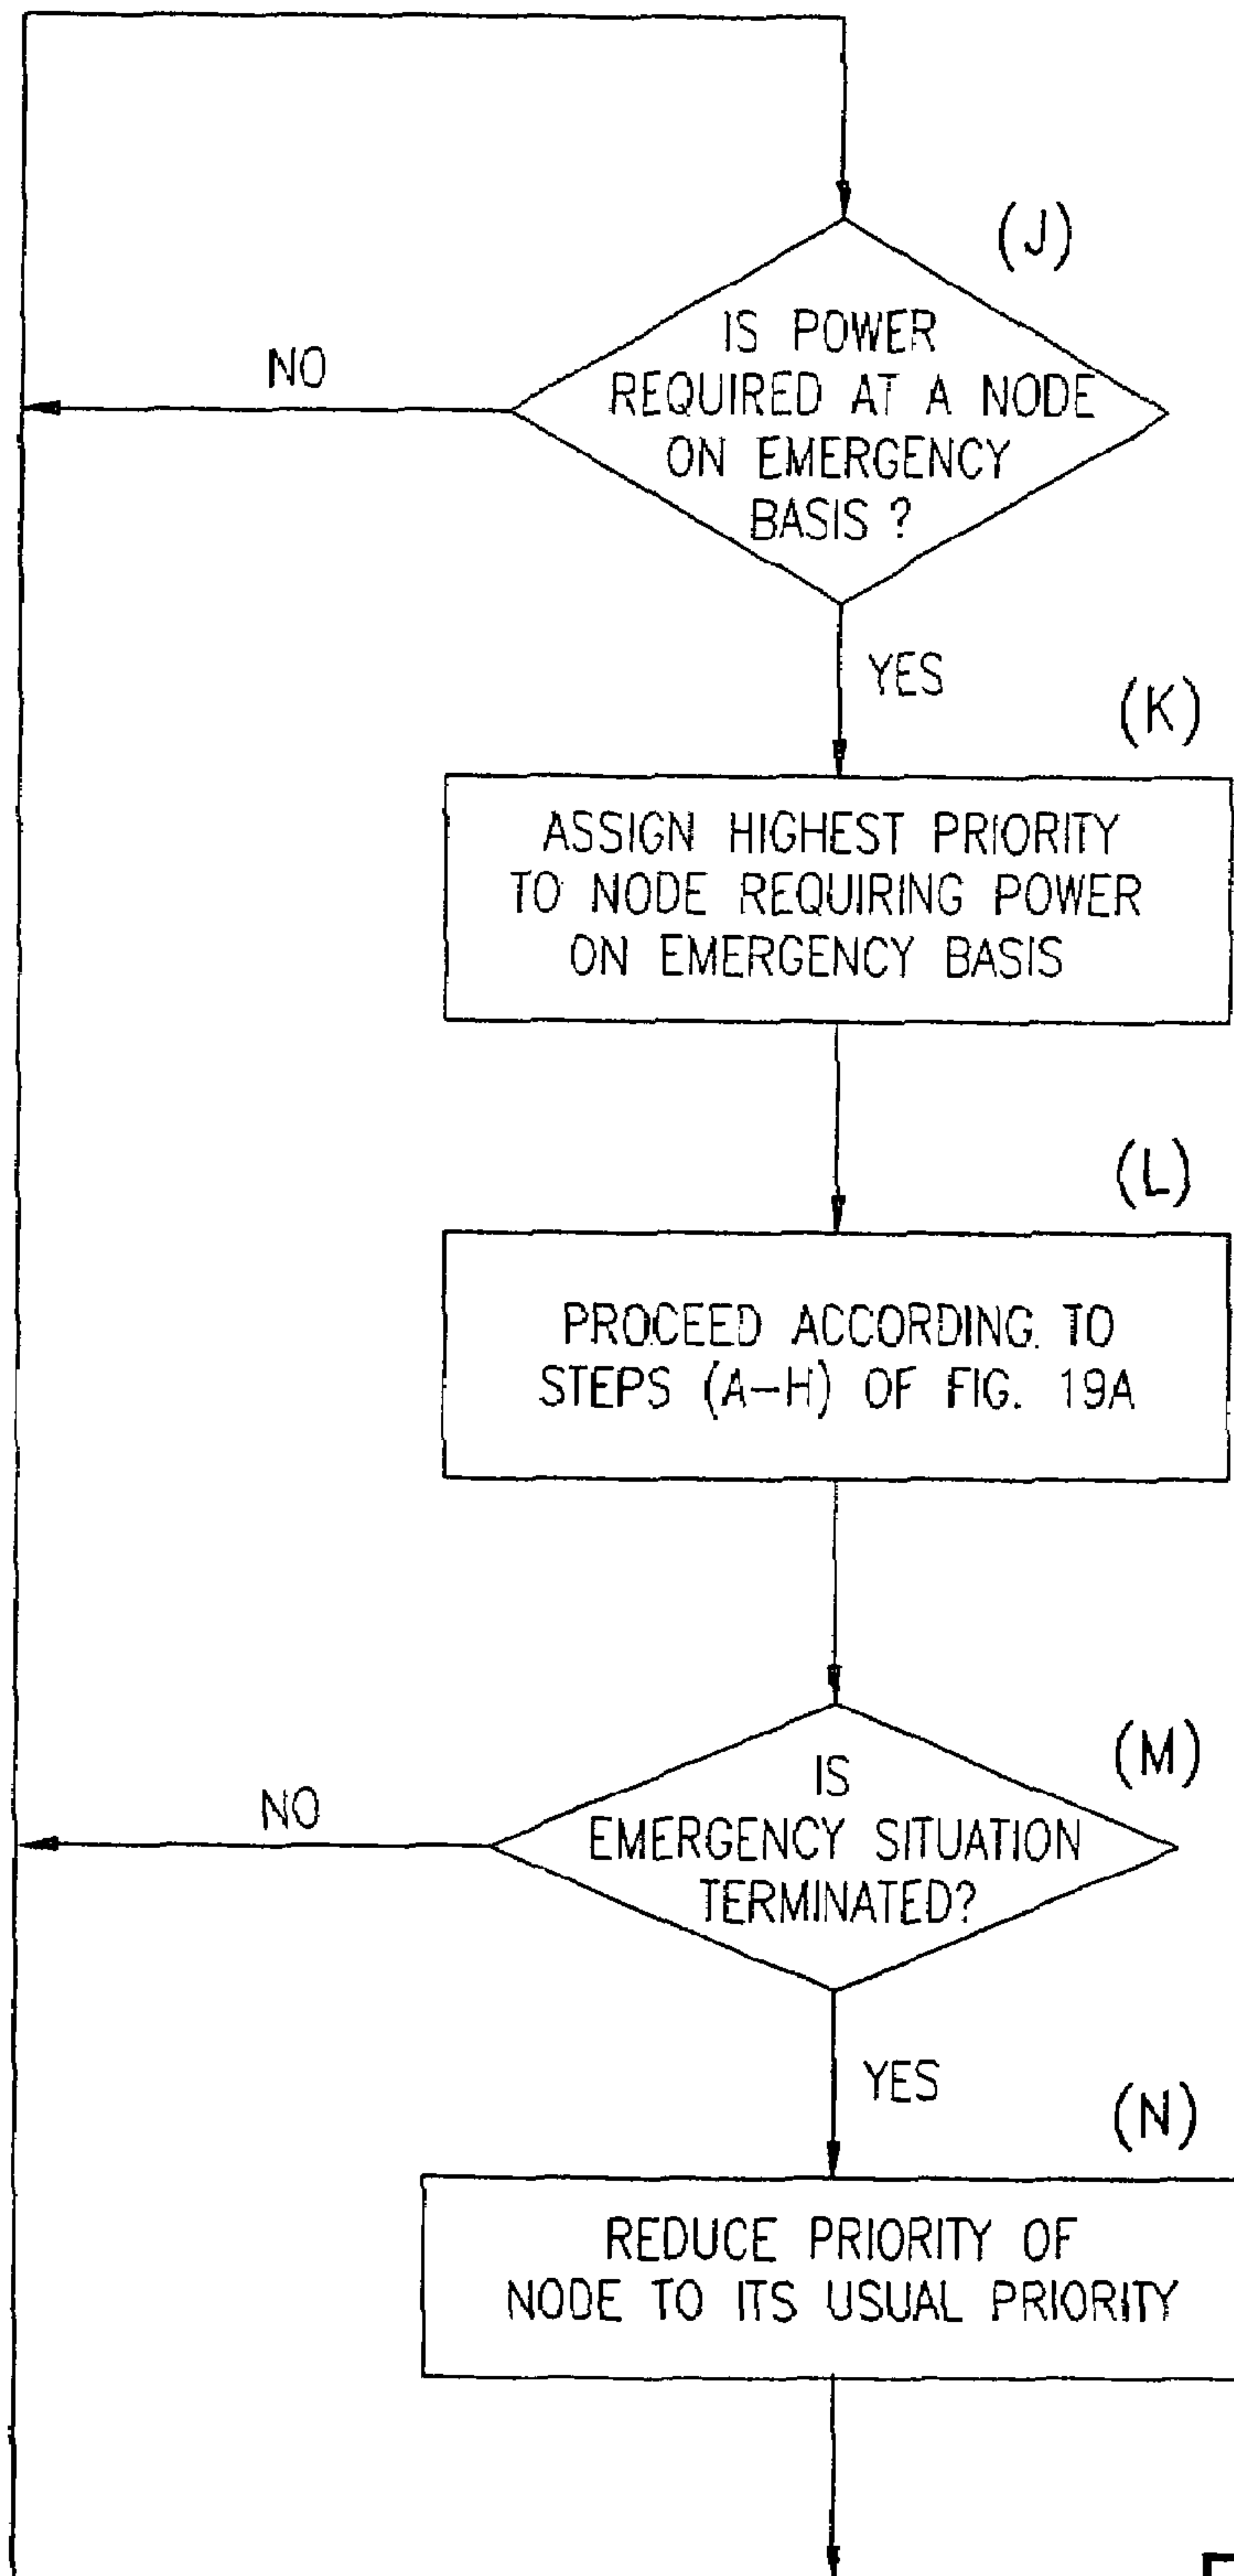 (J)
IS POWER
REQUIRED AT A NODE
ON EMERGENCY
BASIS ?
NO
YES
(K)
ASSIGN HIGHEST PRIORITY
TO NODE REQUIRING POWER
ON EMERGENCY BASIS
(L)
PROCEED ACCORDING. TO
STEPS (A-H) OF FIG. 19A
(M)
IS
EMERGENCY SITUATION
TERMINATED?
NO
YES
(N)
REDUCE PRIORITY OF
NODE TO ITS USUAL PRIORITY